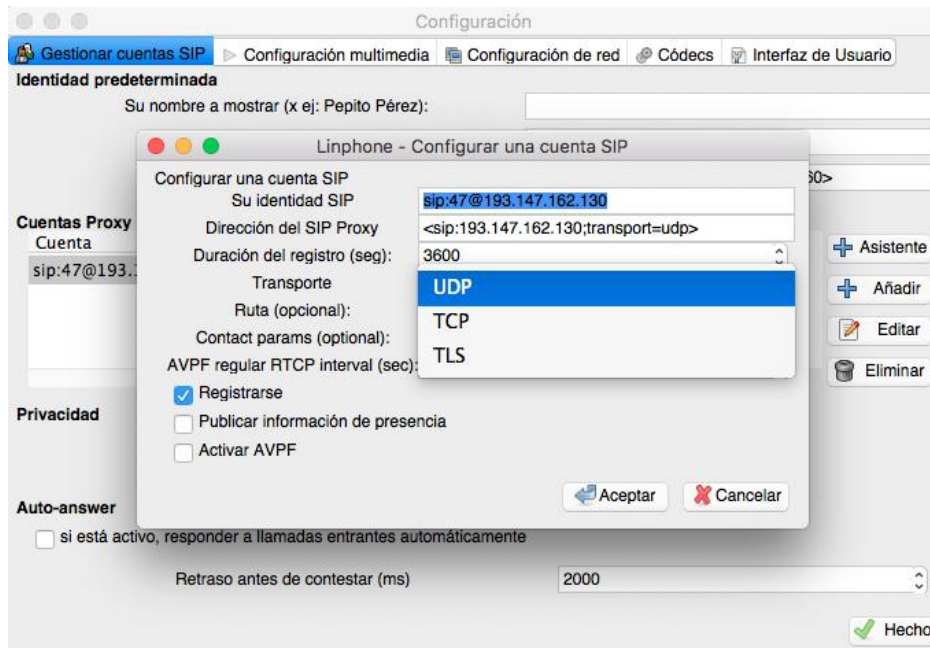 Configuración
Gestionar cuentas SIP Configuración multimedia Configuración de red Códecs Interfaz de Usuario
Identidad predeterminada
Su nombre a mostrar (x ej: Pepito Pérez):
60>
Linphone - Configurar una cuenta SIP
Configurar una cuenta SIP
Su identidad SIP sip:47@193.147.162.130
Dirección del SIP Proxy <sip:193.147.162.130;transport=udp>
Duración del registro (seg): 3600
Transporte UDP
TCP
TLS
Ruta (opcional):
Contact params (optional):
AVPF regular RTCP interval (sec):
Registrarse
Publicar información de presencia
Activar AVPF
Aceptar Cancelar
Cuentas Proxy
Cuenta
sip:47@193.1
Asistente
Añadir
Editar
Eliminar
Privacidad
Auto-answer
si está activo, responder a llamadas entrantes automáticamente
Retraso antes de contestar (ms) 2000
Hecho